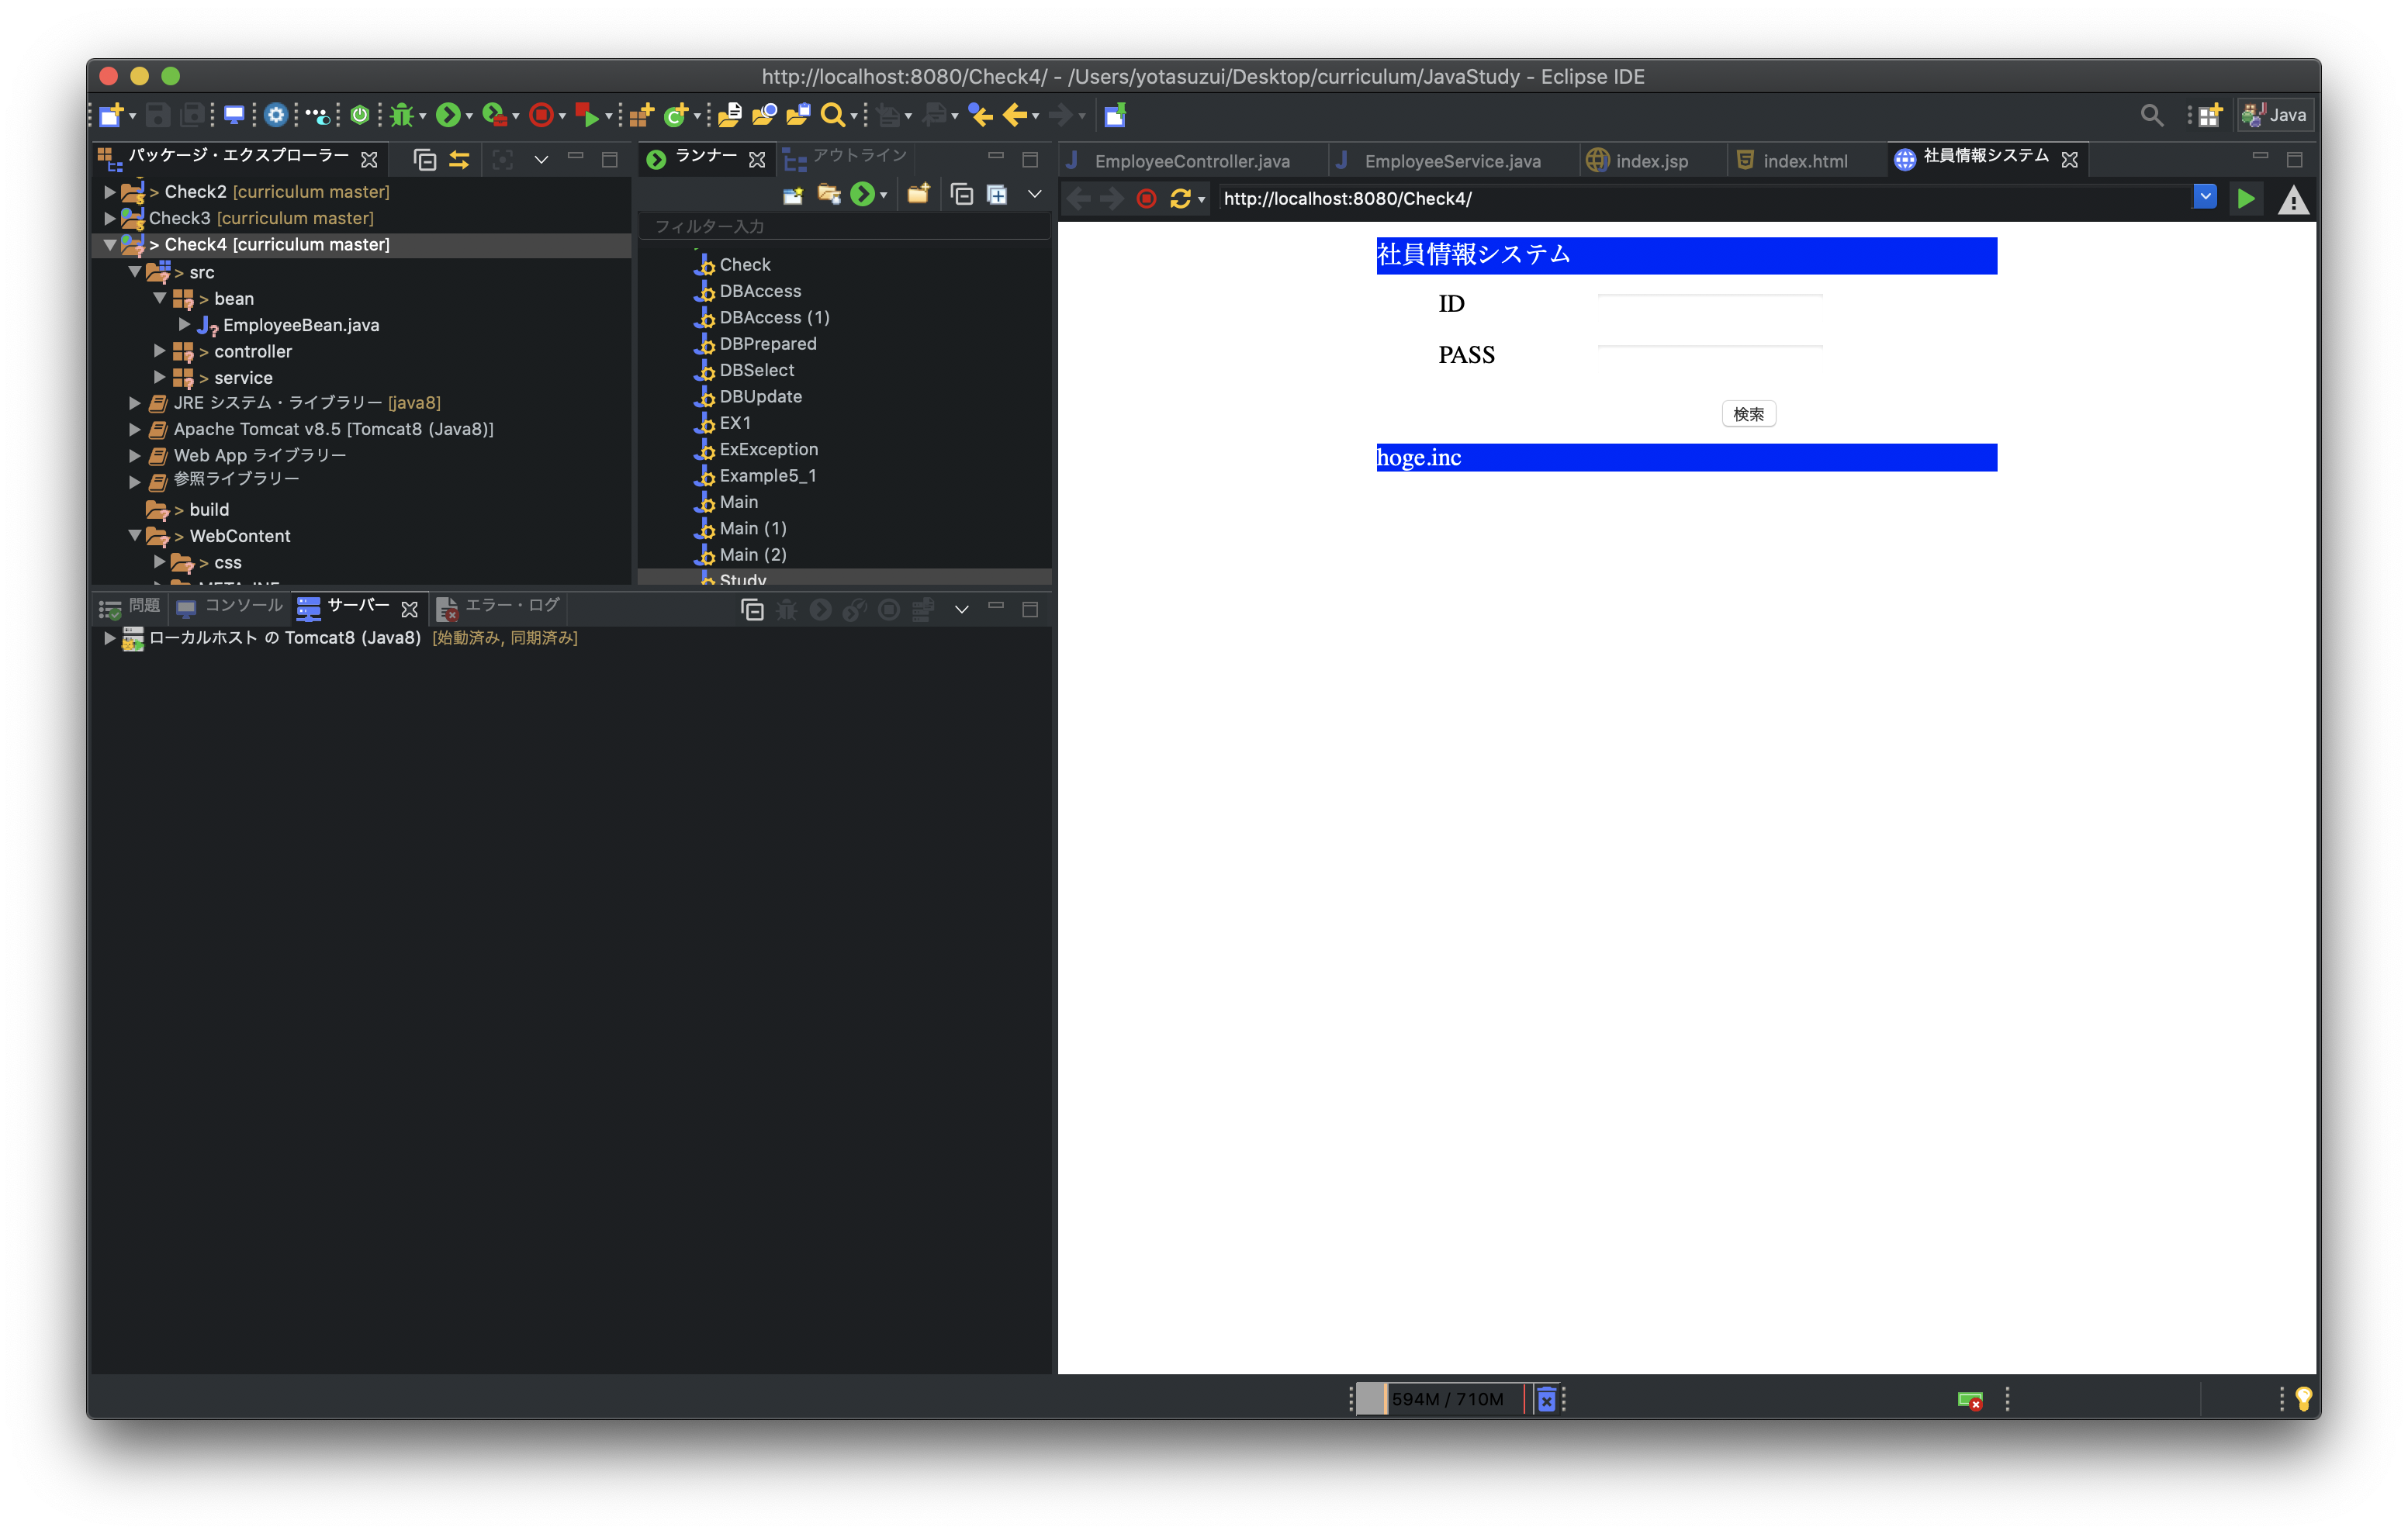 http://localhost:8080/Check4/ - /Users/yotasuzui/Desktop/curriculum/JavaStudy - Eclipse IDE
Java
パッケージ・エクスプローラー
> Check2 [curriculum master]
Check3 [curriculum master]
> Check4 [curriculum master]
> src
> bean
EmployeeBean.java
> controller
> service
JRE システム・ライブラリー [java8]
Apache Tomcat v8.5 [Tomcat8 (Java8)]
Web App ライブラリー
参照ライブラリー
> build
> WebContent
> css
META-INF
ランナー
アウトライン
フィルター入力
Check
DBAccess
DBAccess (1)
DBPrepared
DBSelect
DBUpdate
EX1
ExException
Example5_1
Main
Main (1)
Main (2)
Study
EmployeeController.java
EmployeeService.java
index.jsp
index.html
社員情報システム
http://localhost:8080/Check4/
社員情報システム
ID
PASS
検索
hoge.inc
問題
コンソール
サーバー
エラー・ログ
ローカルホスト の Tomcat8 (Java8) [始動済み, 同期済み]
594M / 710M